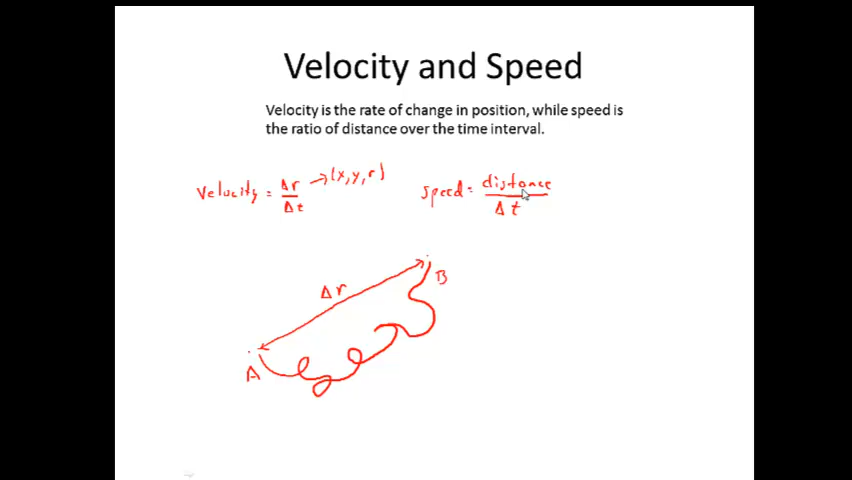 Velocity and Speed
Velocity is the rate of change in position, while speed is
the ratio of distance over the time interval.
Velocity = Δr/Δt → (x, y, r)
Speed = distance/Δt
Δr
B
A